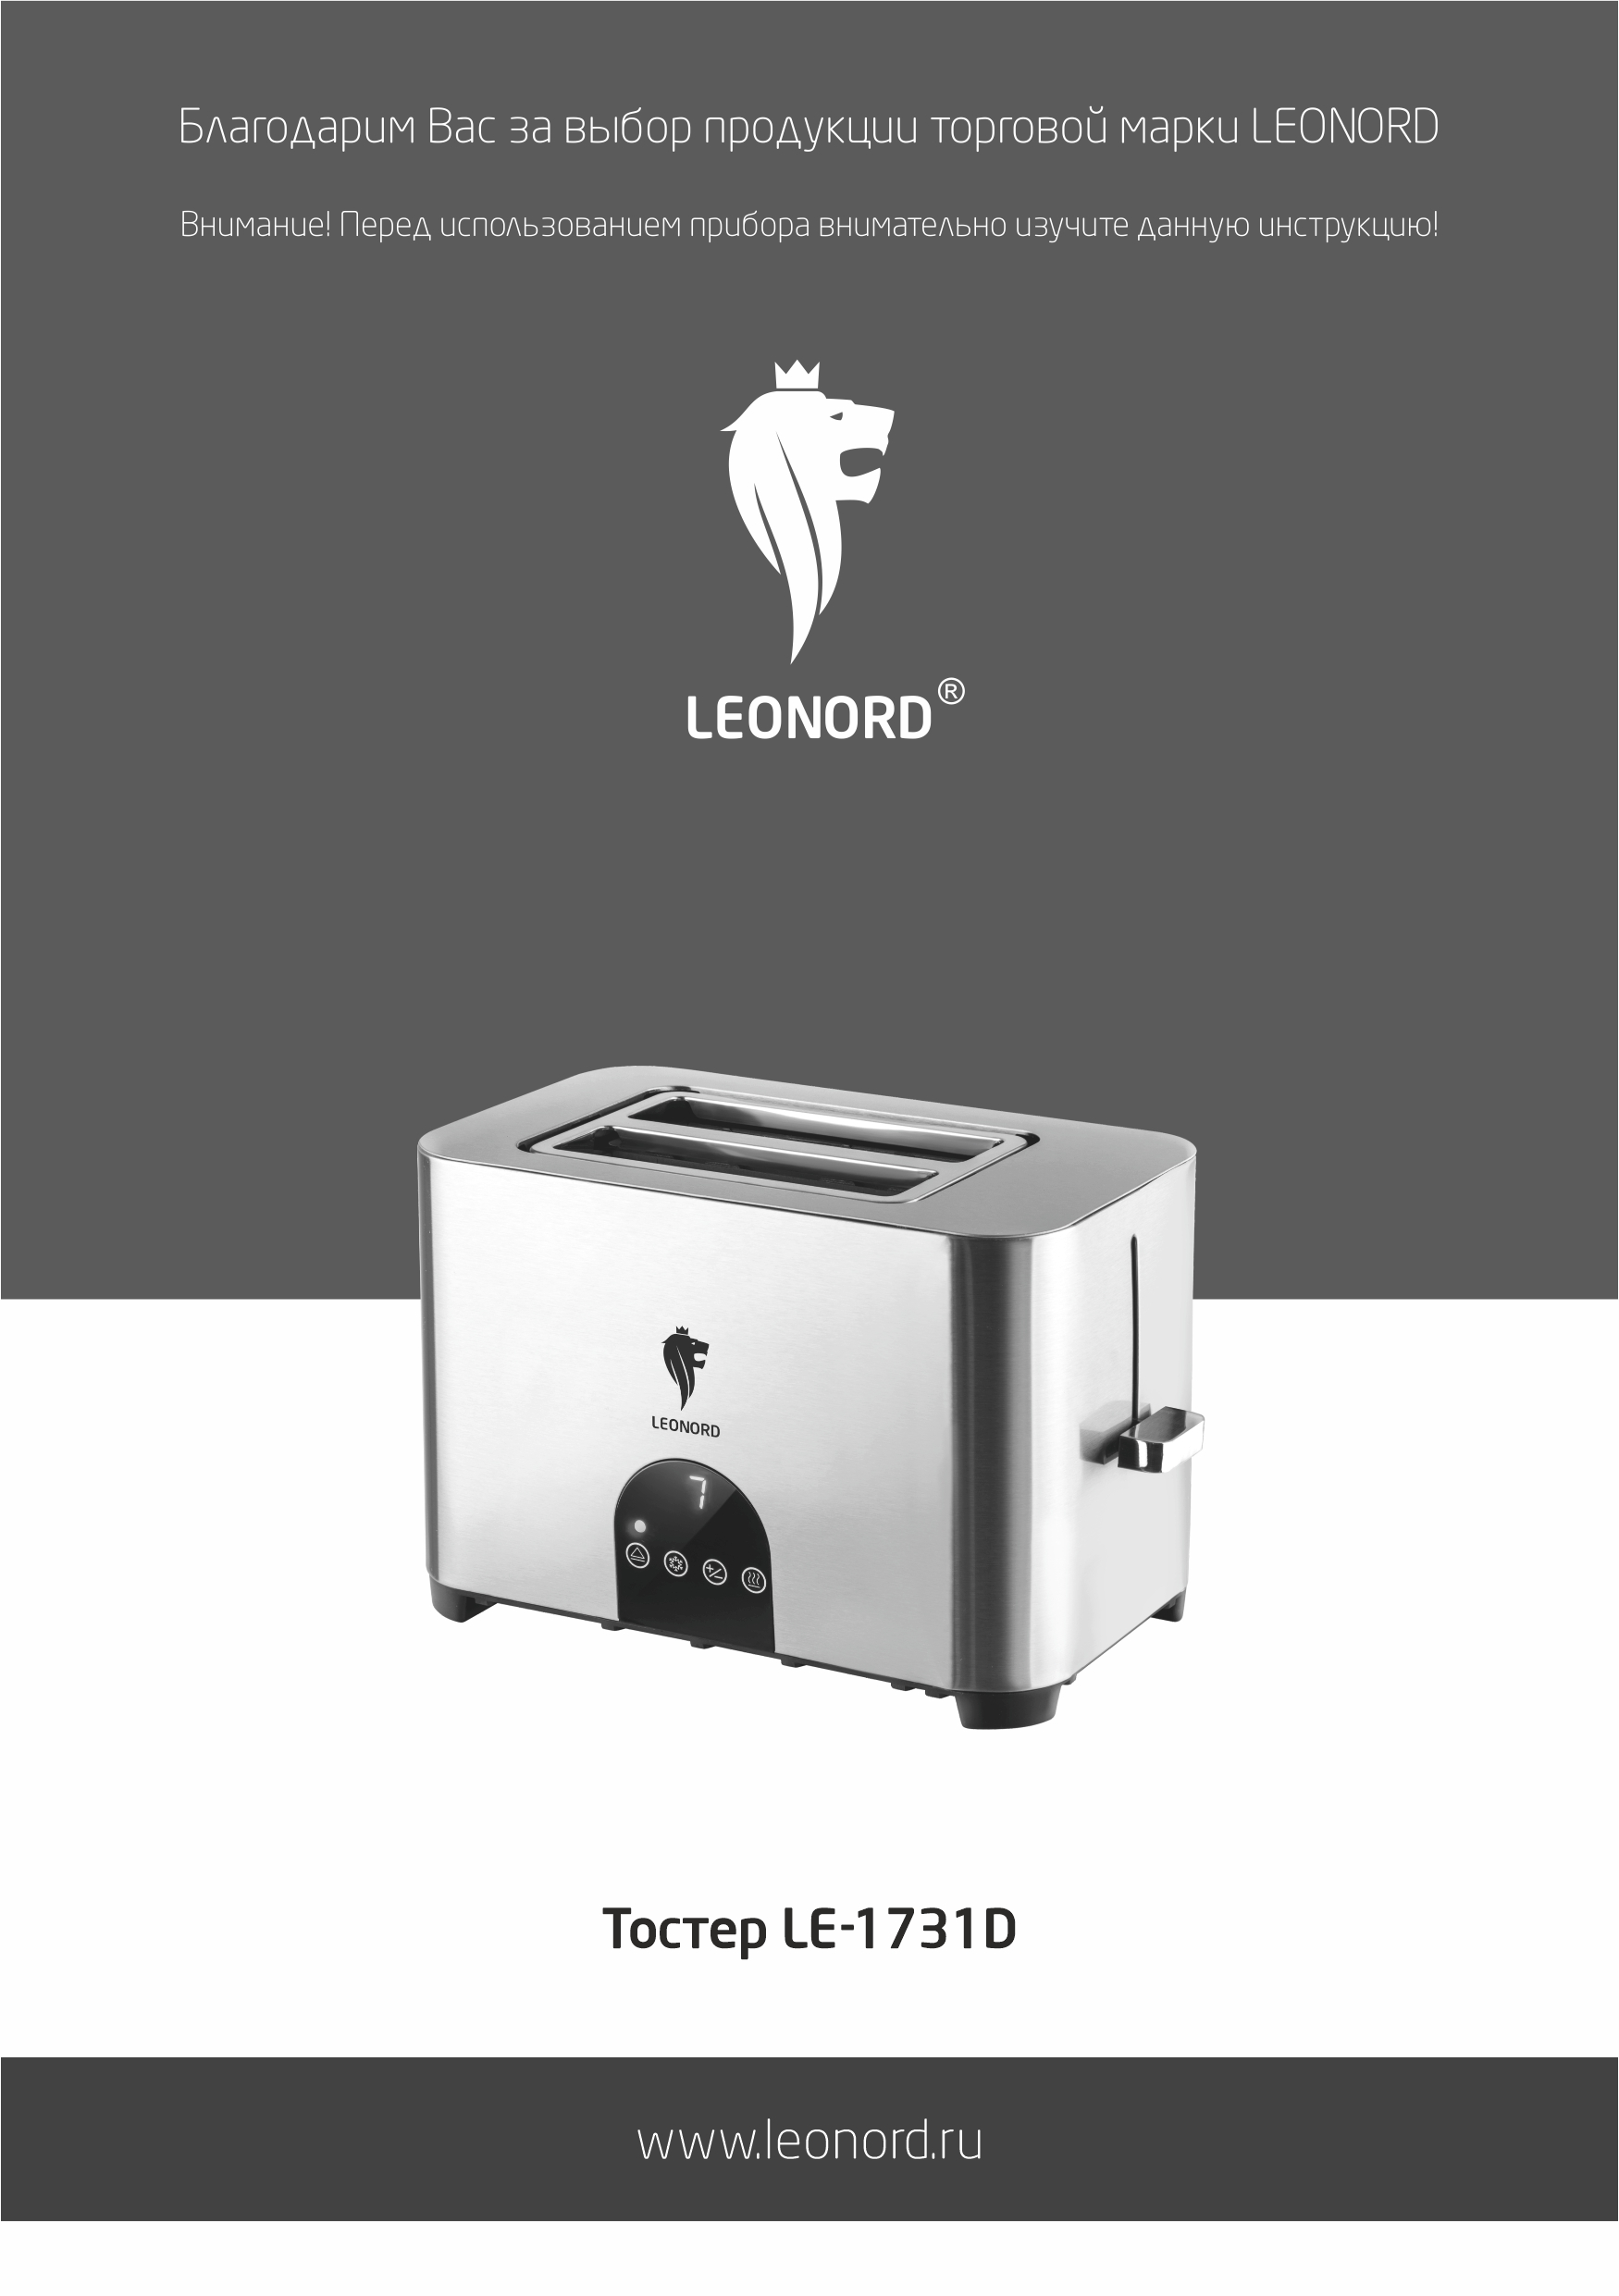 Благодарим Вас за выбор продукции торговой марки LEONORD
Внимание! Перед использованием прибора внимательно изучите данную инструкцию!
LEONORD®
LEONORD
7
Тостер LE-1731D
www.leonord.ru